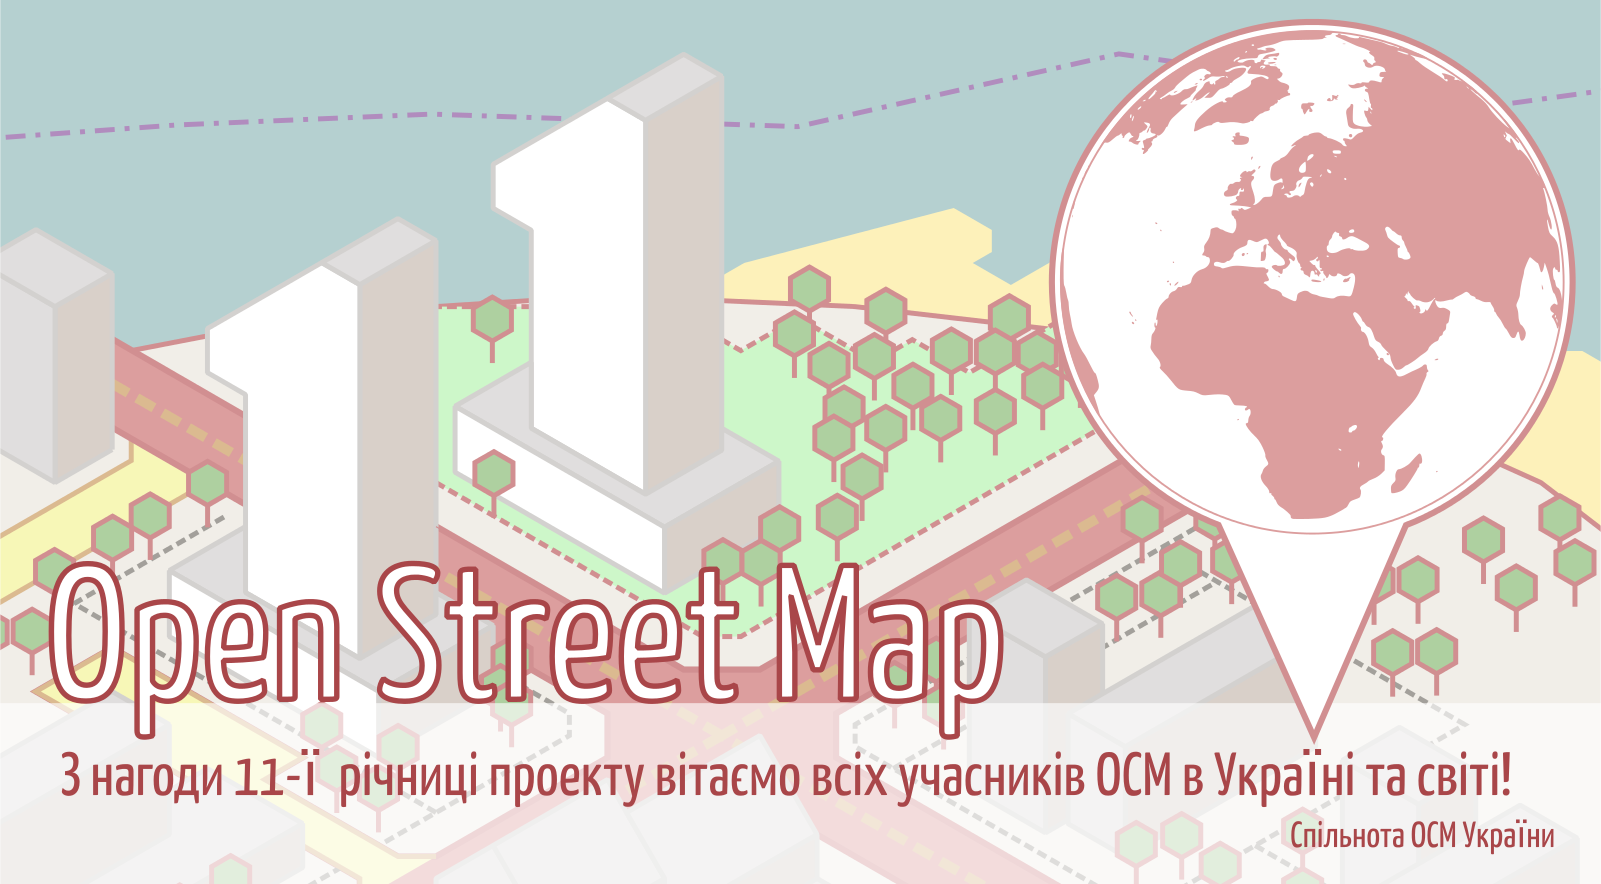 11
Open Street Map
З нагоди 11-ї річниці проекту вітаємо всіх учасників ОСМ в Україні та світі!
Спільнота ОСМ України